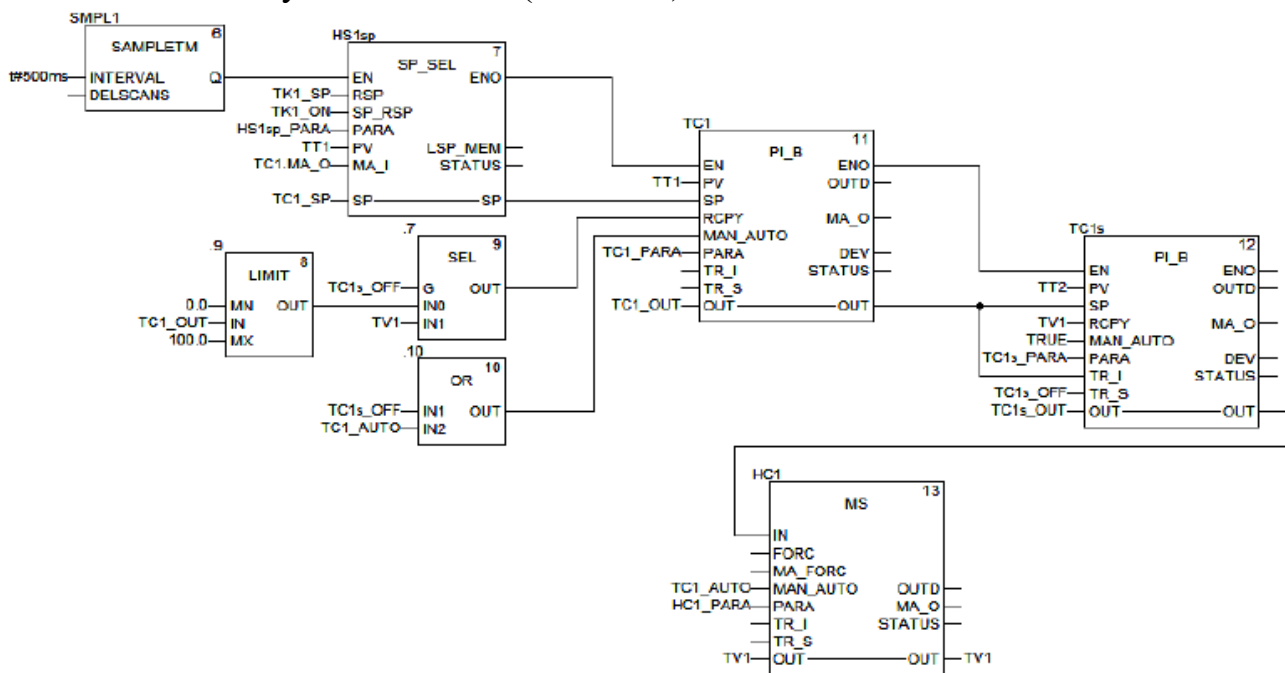 SMPL1
6
SAMPLETM
t#500ms INTERVAL Q
DELSCANS
HS1sp
7
SP_SEL
EN ENO
TK1_SP RSP
TK1_ON SP_RSP
HS1sp_PARA PARA
TT1 PV LSP_MEM
TC1.MA_O MA_I STATUS
TC1_SP SP SP
.9
8
LIMIT
0.0 MN OUT
TC1_OUT IN
100.0 MX
.7
9
SEL
TC1s_OFF G OUT
IN0
TV1 IN1
.10
10
OR
TC1s_OFF IN1 OUT
TC1_AUTO IN2
TC1
11
PI_B
EN ENO
TT1 PV OUTD
SP
RCPY MA_O
MAN_AUTO
TC1_PARA PARA DEV
TR_I STATUS
TR_S
TC1_OUT OUT OUT
TC1s
12
PI_B
EN ENO
TT2 PV OUTD
SP
TV1 RCPY MA_O
TRUE MAN_AUTO
TC1s_PARA PARA DEV
TR_I STATUS
TC1s_OFF TR_S
TC1s_OUT OUT OUT
HC1
13
MS
IN
FORC
MA_FORC
TC1_AUTO MAN_AUTO OUTD
HC1_PARA PARA MA_O
TR_I STATUS
TR_S
TV1 OUT OUT TV1